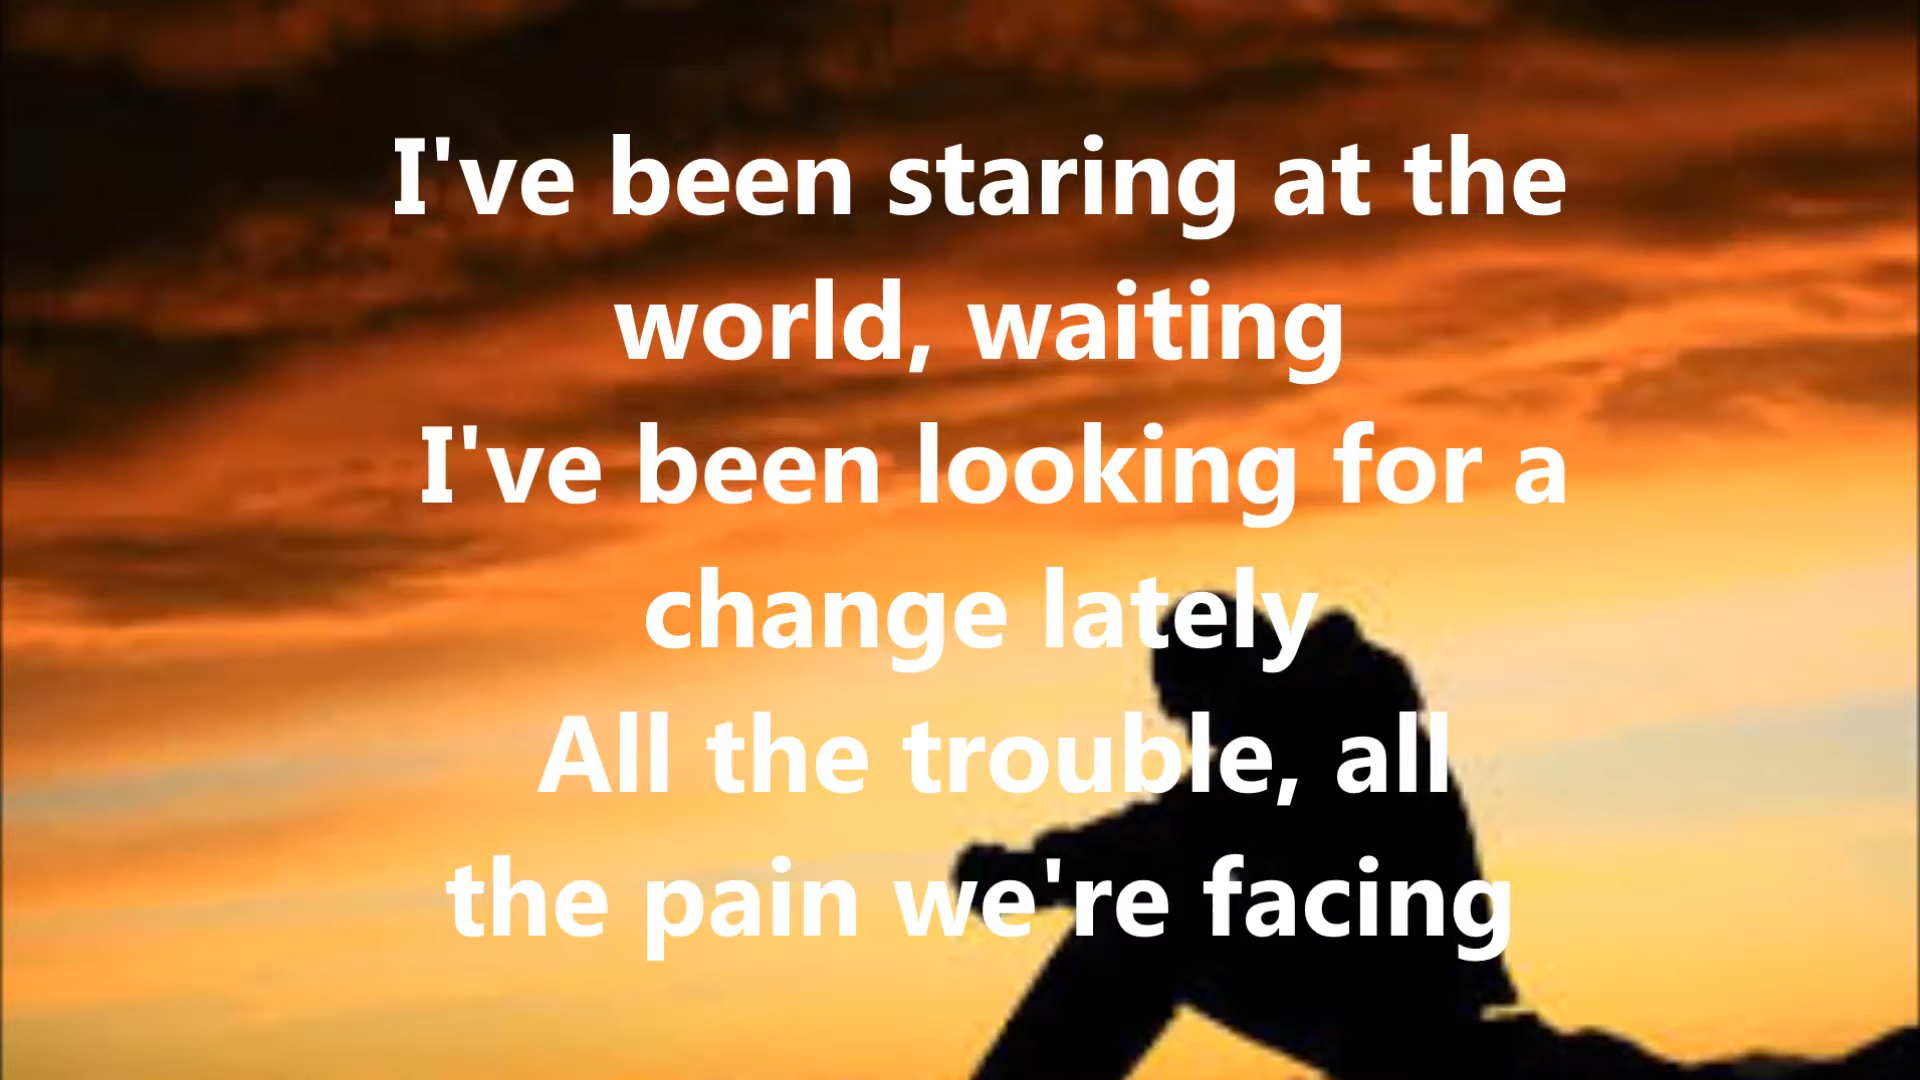 I've been staring at the
world, waiting
I've been looking for a
change lately
All the trouble, all
the pain we're facing